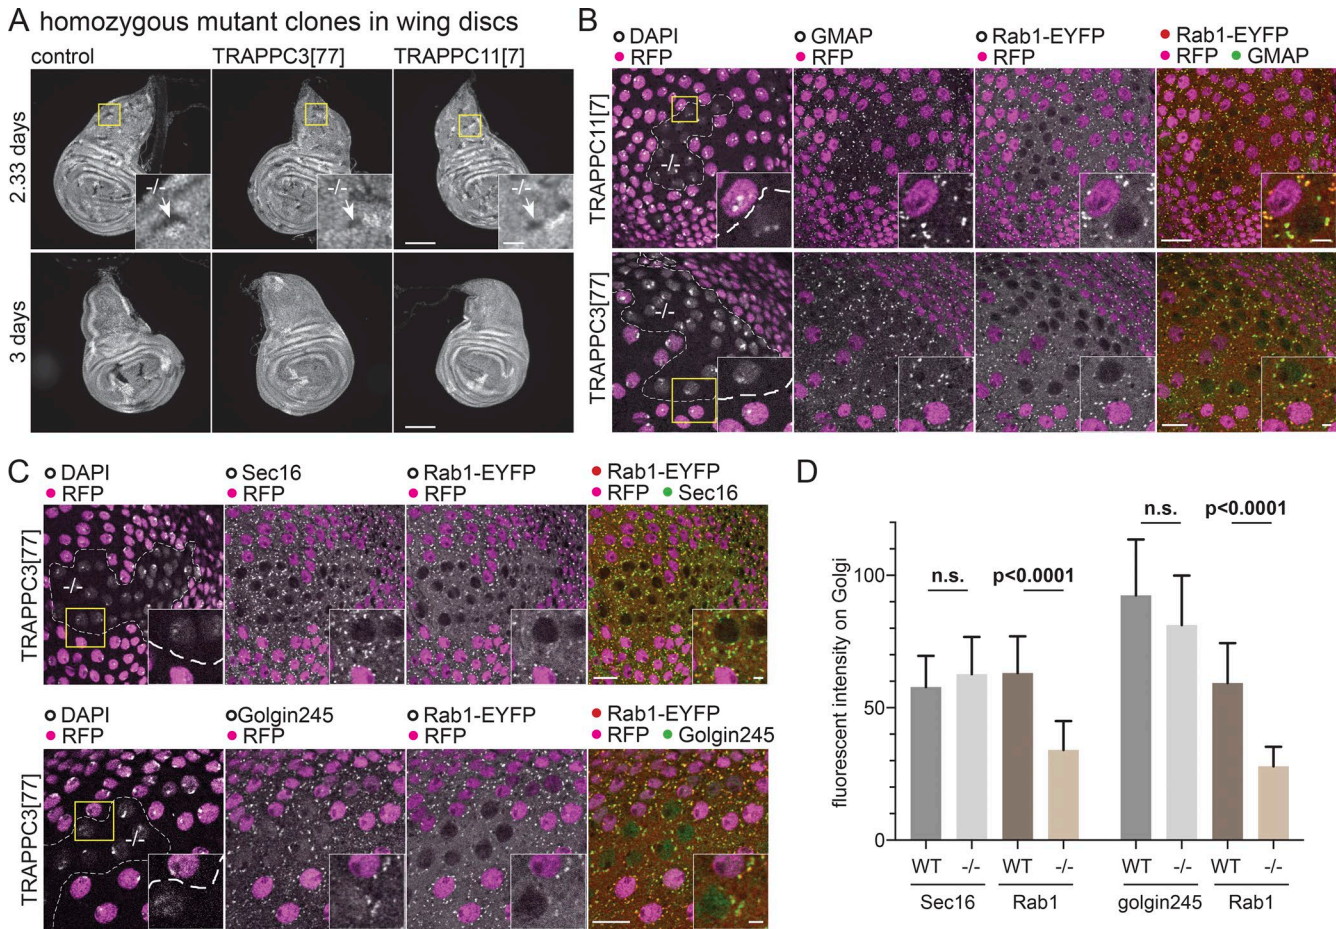 A homozygous mutant clones in wing discs
control TRAPPC3[77] TRAPPC11[7]
2.33 days
-/- -/- -/-
3 days
B
DAPI GMAP Rab1-EYFP Rab1-EYFP
RFP RFP RFP RFP GMAP
TRAPPC11[7]
-/-
TRAPPC3[77]
-/-
C
DAPI Sec16 Rab1-EYFP Rab1-EYFP
RFP RFP RFP RFP Sec16
TRAPPC3[77]
-/-
DAPI Golgin245 Rab1-EYFP Rab1-EYFP
RFP RFP RFP RFP Golgin245
TRAPPC3[77]
-/-
D
fluorescent intensity on Golgi
n.s. p<0.0001
n.s. p<0.0001
100
50
0
WT -/- WT -/- WT -/- WT -/-
Sec16 Rab1 golgin245 Rab1